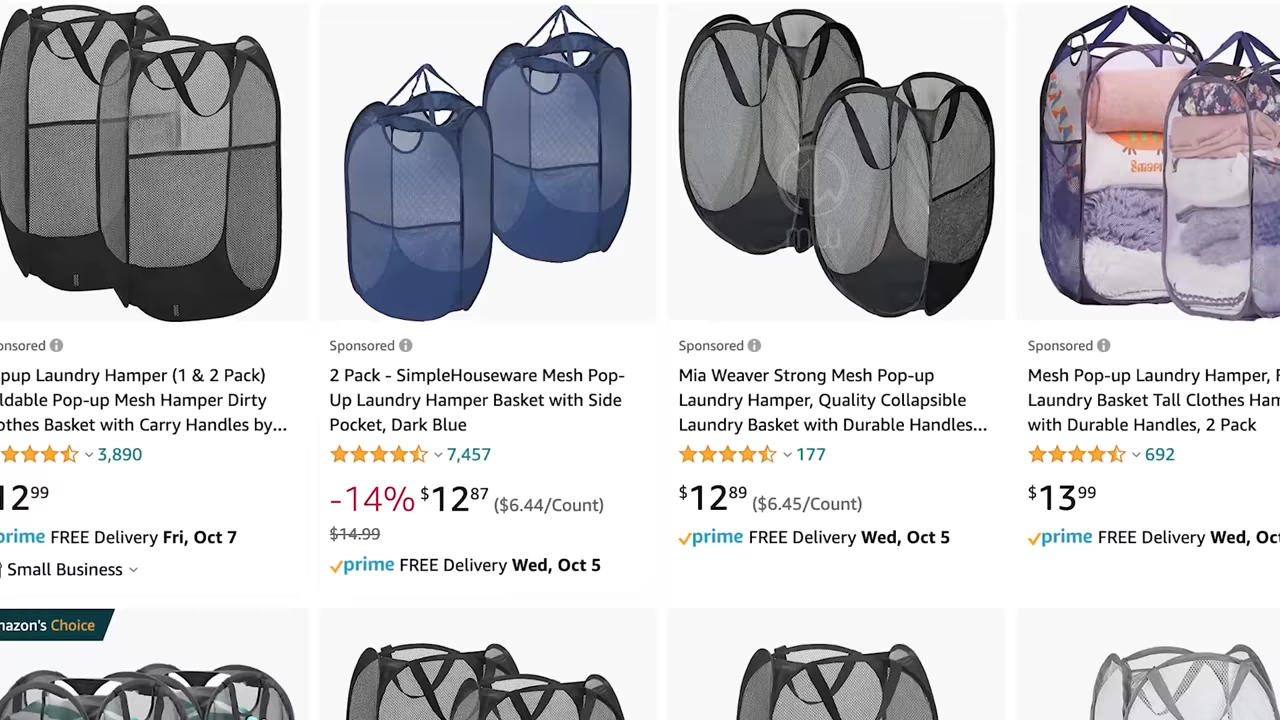 onsored
pup Laundry Hamper (1 & 2 Pack)
ldable Pop-up Mesh Hamper Dirty
othes Basket with Carry Handles by...
3,890
12 99
prime FREE Delivery Fri, Oct 7
Small Business
Sponsored
2 Pack - SimpleHouseware Mesh Pop-
Up Laundry Hamper Basket with Side
Pocket, Dark Blue
7,457
-14% $12 87 ($6.44/Count)
$14.99
prime FREE Delivery Wed, Oct 5
mw
Sponsored
Mia Weaver Strong Mesh Pop-up
Laundry Hamper, Quality Collapsible
Laundry Basket with Durable Handles...
177
$12 89 ($6.45/Count)
prime FREE Delivery Wed, Oct 5
Sponsored
Mesh Pop-up Laundry Hamper, F
Laundry Basket Tall Clothes Ham
with Durable Handles, 2 Pack
692
$13 99
prime FREE Delivery Wed, Oct
mazon's Choice